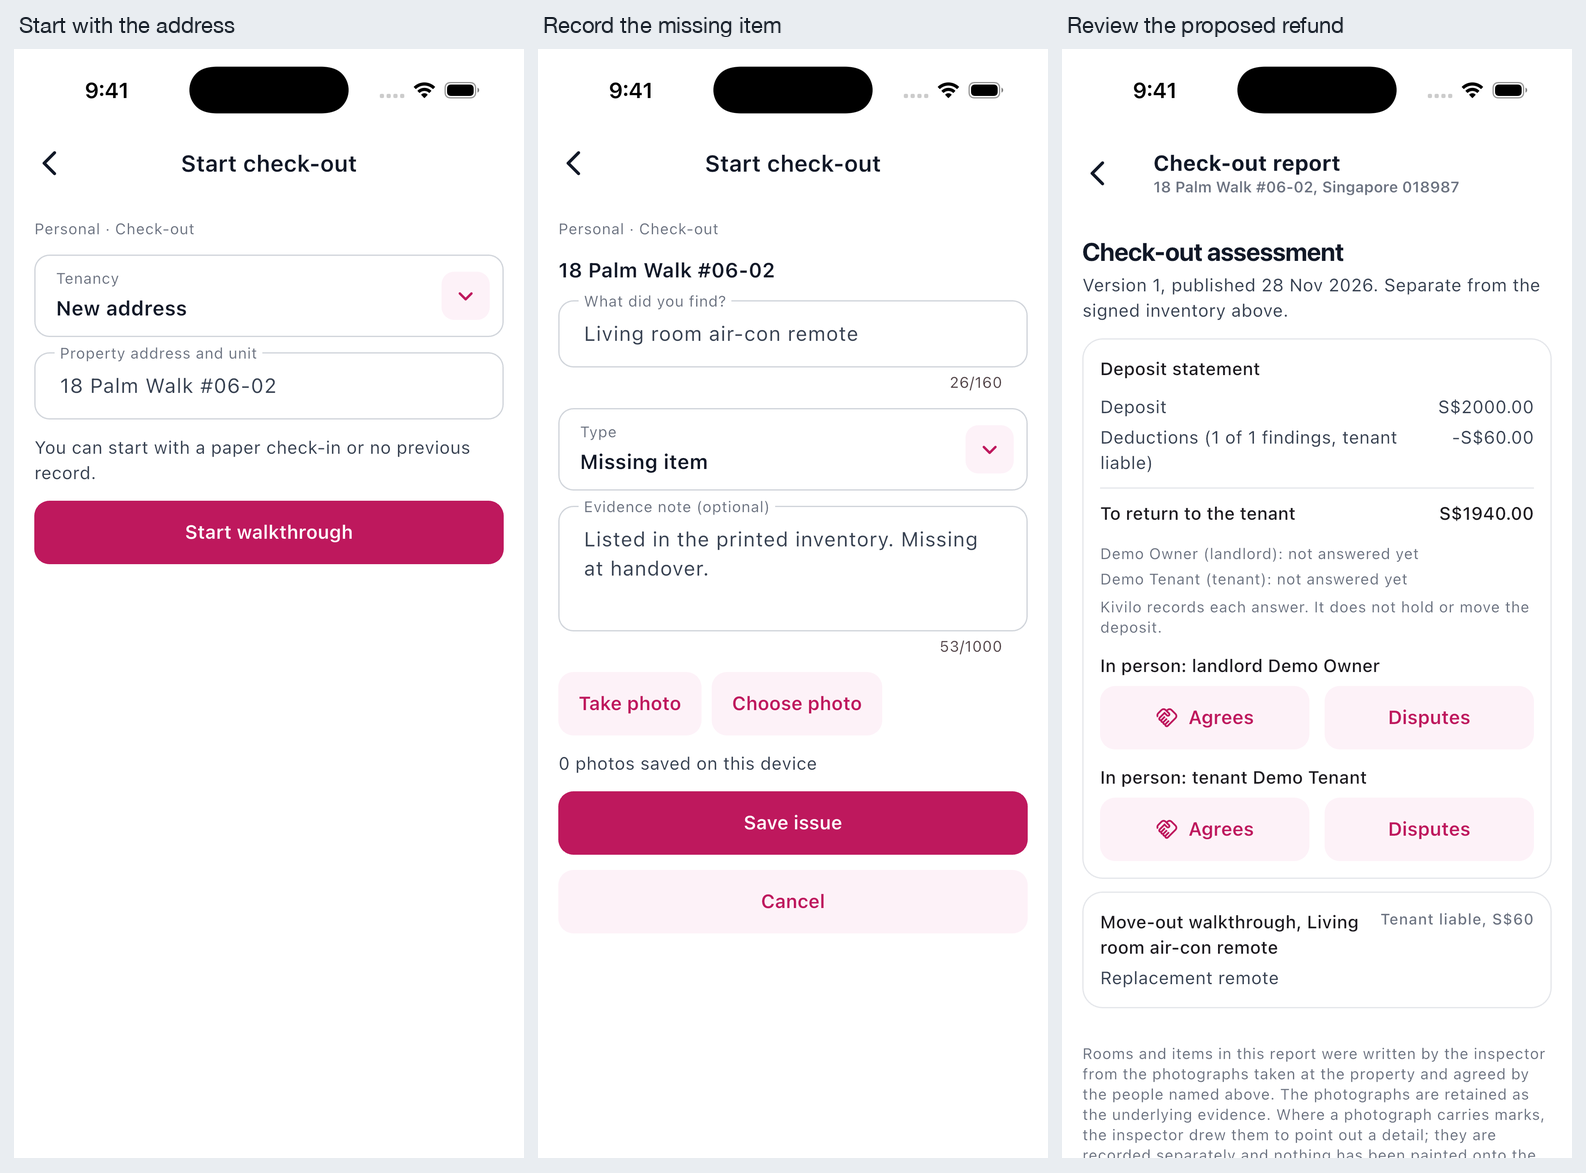 Start with the address
9:41
Start check-out
Personal · Check-out
Tenancy
New address
Property address and unit
18 Palm Walk #06-02
You can start with a paper check-in or no previous
record.
Start walkthrough
Record the missing item
9:41
Start check-out
Personal · Check-out
18 Palm Walk #06-02
What did you find?
Living room air-con remote
26/160
Type
Missing item
Evidence note (optional)
Listed in the printed inventory. Missing
at handover.
53/1000
Take photo
Choose photo
0 photos saved on this device
Save issue
Cancel
Review the proposed refund
9:41
Check-out report
18 Palm Walk #06-02, Singapore 018987
Check-out assessment
Version 1, published 28 Nov 2026. Separate from the
signed inventory above.
Deposit statement
Deposit S$2000.00
Deductions (1 of 1 findings, tenant -S$60.00
liable)
To return to the tenant S$1940.00
Demo Owner (landlord): not answered yet
Demo Tenant (tenant): not answered yet
Kivilo records each answer. It does not hold or move the
deposit.
In person: landlord Demo Owner
Agrees Disputes
In person: tenant Demo Tenant
Agrees Disputes
Move-out walkthrough, Living Tenant liable, S$60
room air-con remote
Replacement remote
Rooms and items in this report were written by the inspector
from the photographs taken at the property and agreed by
the people named above. The photographs are retained as
the underlying evidence. Where a photograph carries marks,
the inspector drew them to point out a detail; they are
recorded separately and nothing has been painted onto the